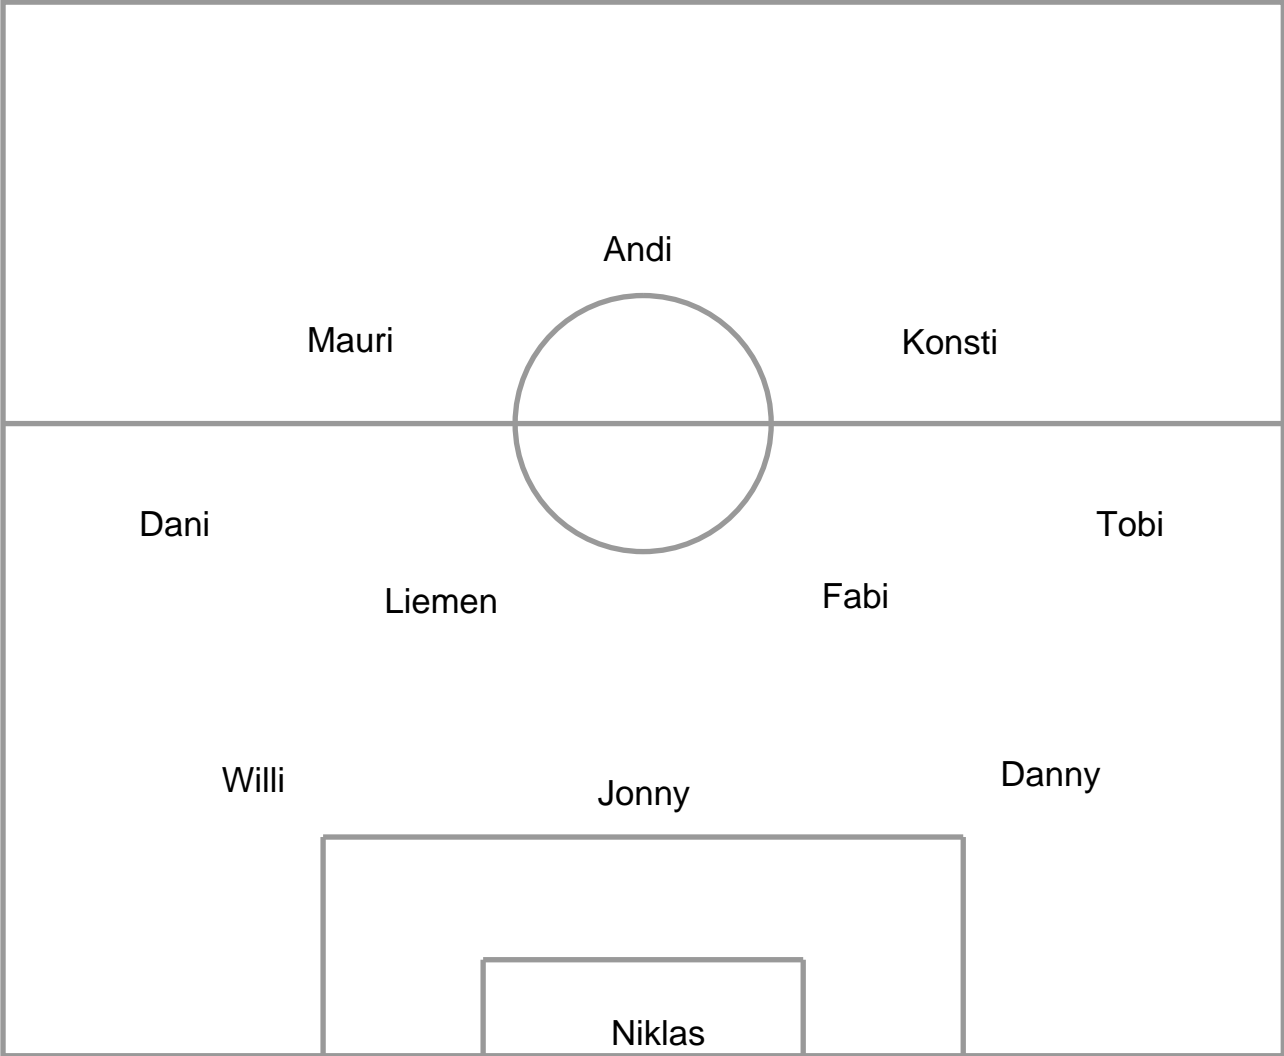 Andi
Mauri
Konsti
Dani
Tobi
Liemen
Fabi
Willi
Jonny
Danny
Niklas